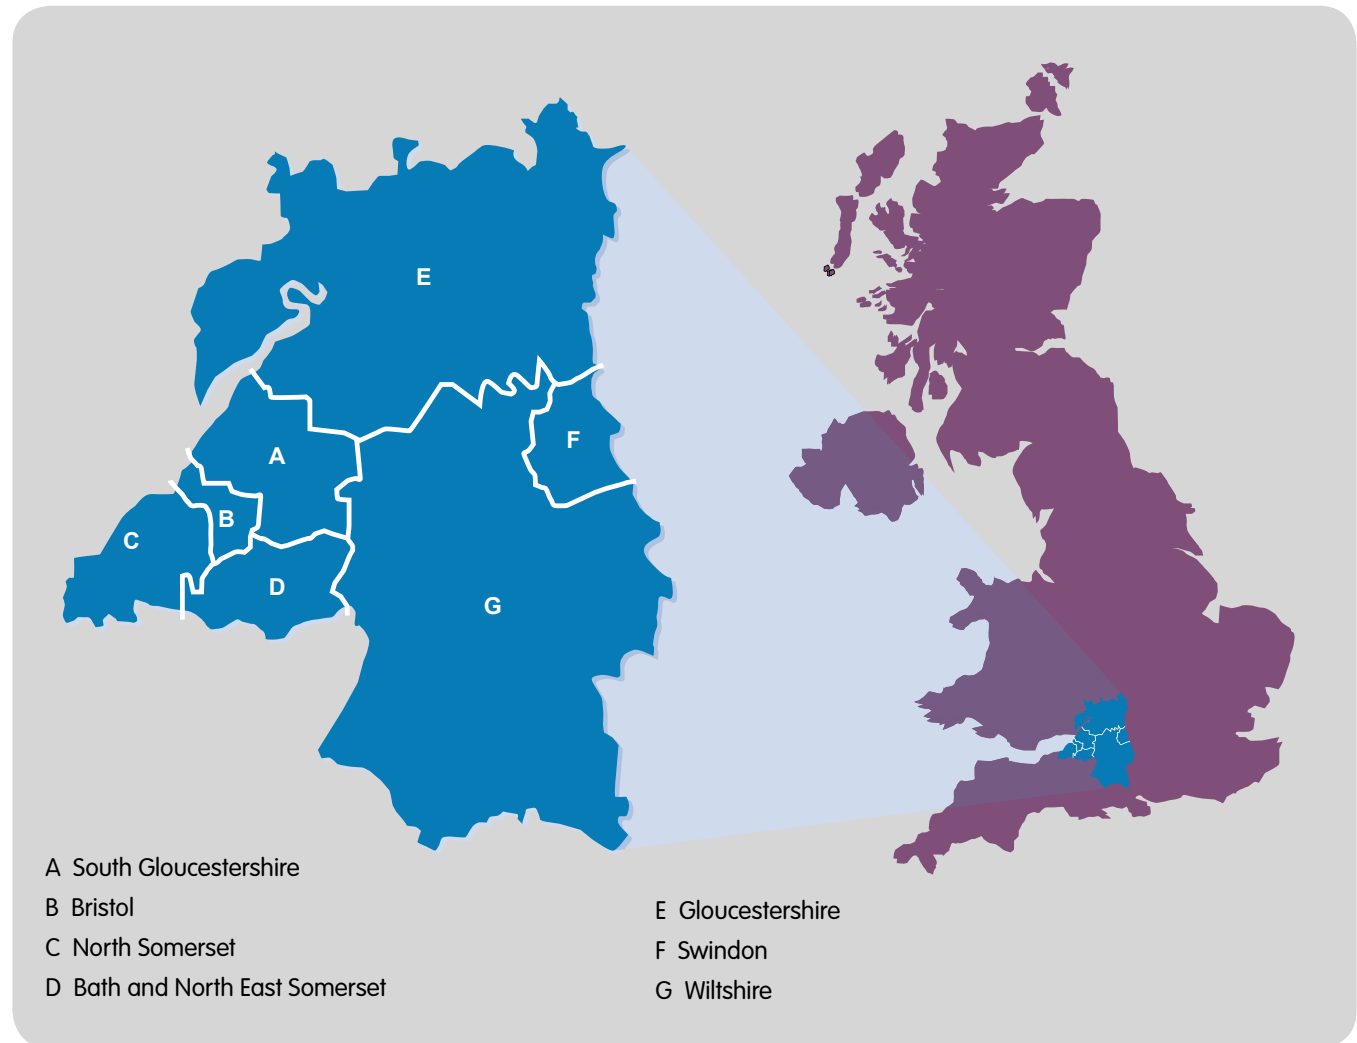 E
A
F
B
C
D
G
A South Gloucestershire
B Bristol
C North Somerset
D Bath and North East Somerset
E Gloucestershire
F Swindon
G Wiltshire